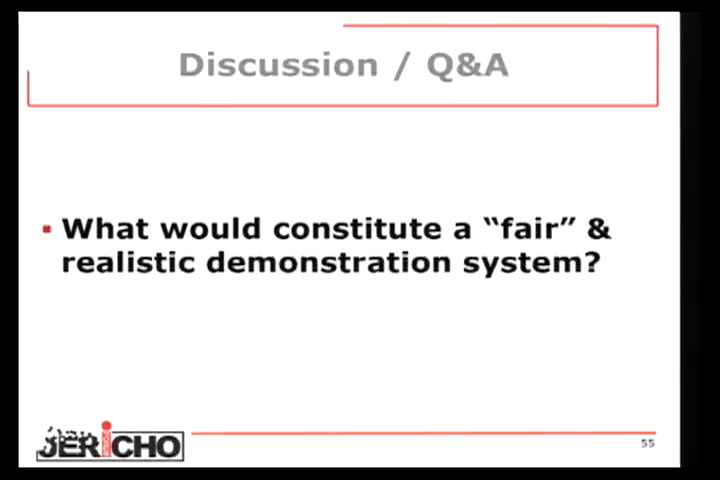 Discussion / Q&A
What would constitute a “fair” &
realistic demonstration system?
JERiCHO
55